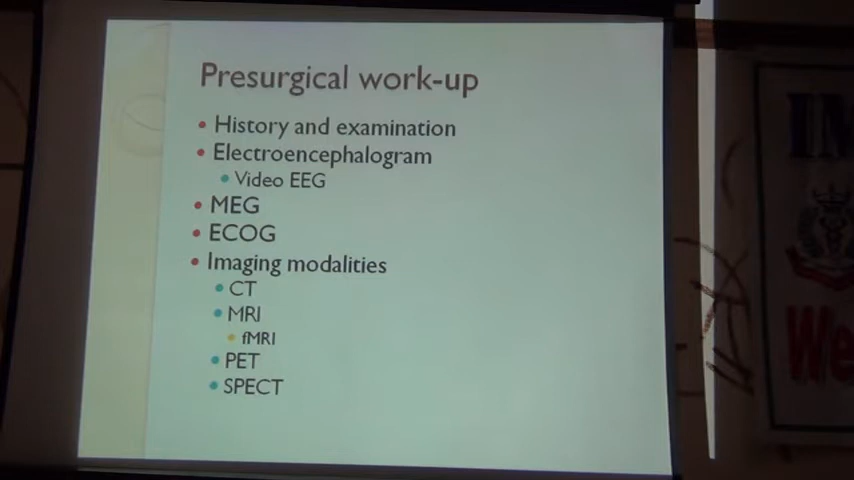 Presurgical work-up
History and examination
Electroencephalogram
Video EEG
MEG
ECOG
Imaging modalities
CT
MRI
fMRI
PET
SPECT